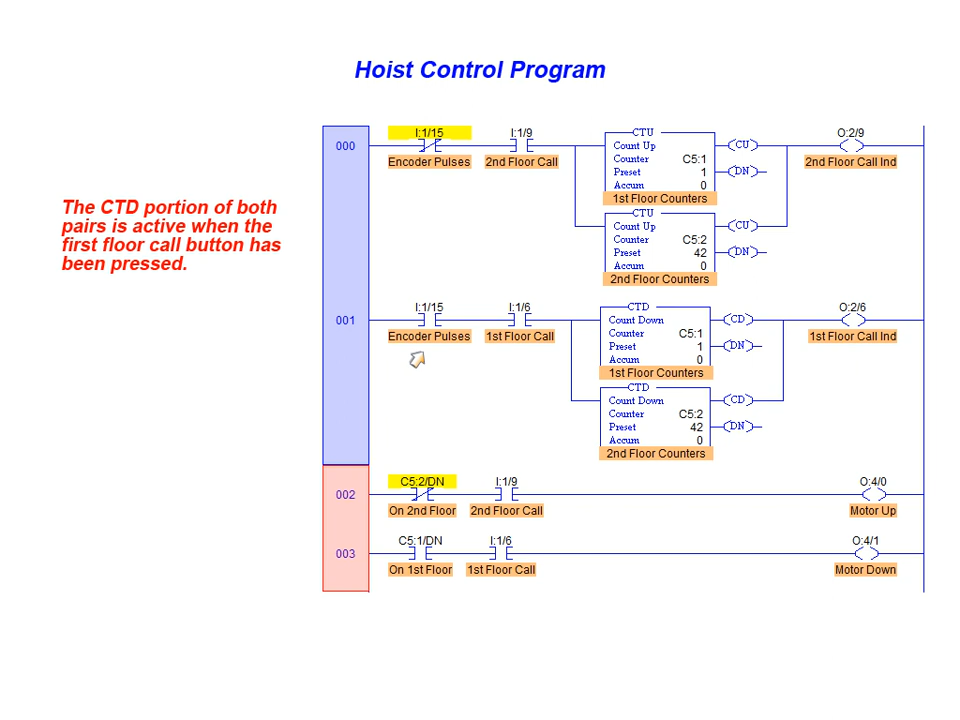 Hoist Control Program
The CTD portion of both
pairs is active when the
first floor call button has
been pressed.
000
I:1/15
Encoder Pulses
I:1/9
2nd Floor Call
CTU
Count Up
Counter C5:1
Preset 1
Accum 0
1st Floor Counters
CU
DN
O:2/9
2nd Floor Call Ind
CTU
Count Up
Counter C5:2
Preset 42
Accum 0
2nd Floor Counters
CU
DN
001
I:1/15
Encoder Pulses
I:1/6
1st Floor Call
CTD
Count Down
Counter C5:1
Preset 1
Accum 0
1st Floor Counters
CD
DN
O:2/6
1st Floor Call Ind
CTD
Count Down
Counter C5:2
Preset 42
Accum 0
2nd Floor Counters
CD
DN
002
C5:2/DN
On 2nd Floor
I:1/9
2nd Floor Call
O:4/0
Motor Up
003
C5:1/DN
On 1st Floor
I:1/6
1st Floor Call
O:4/1
Motor Down